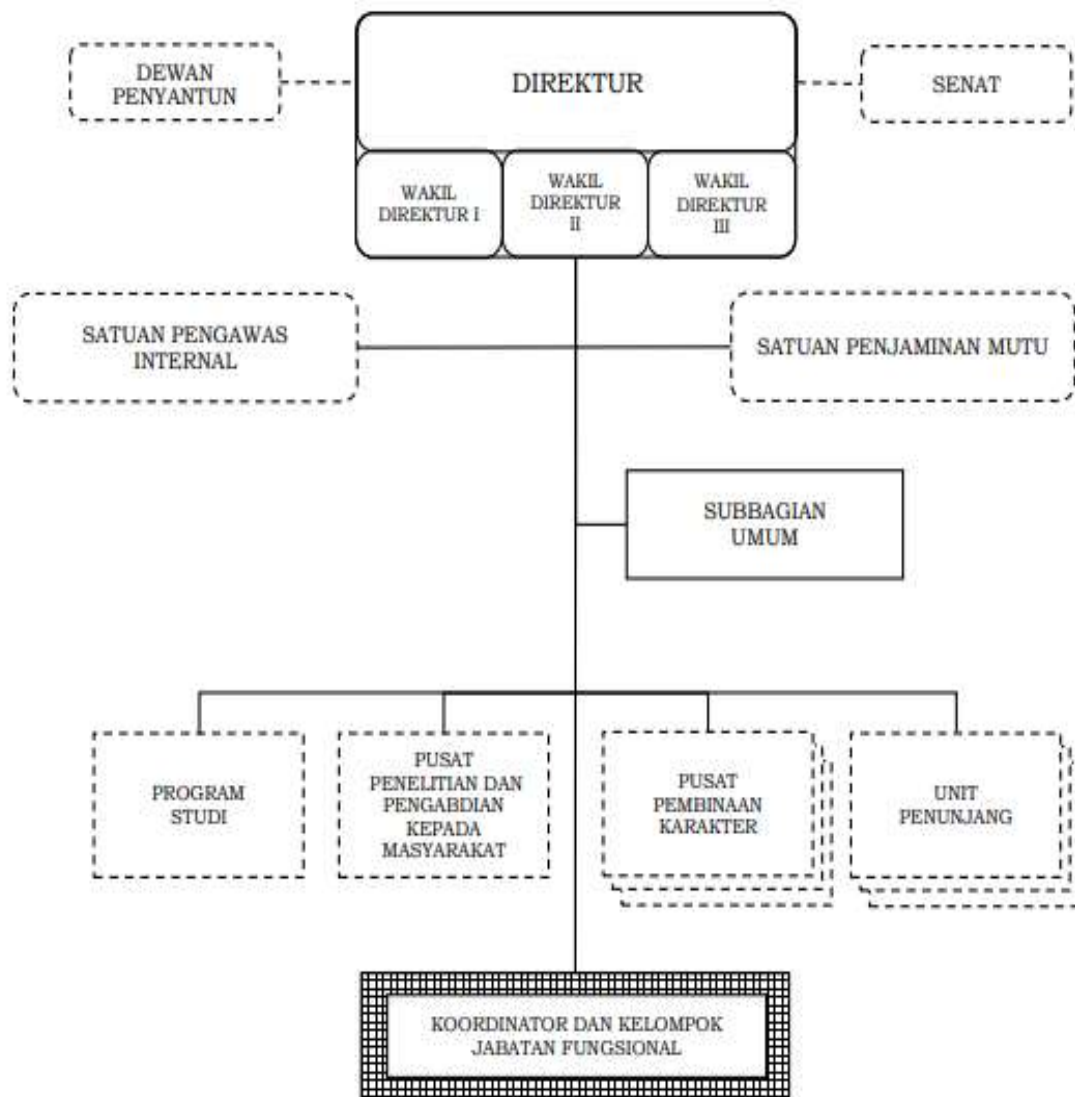 DEWAN
PENYANTUN
DIREKTUR
SENAT
WAKIL
DIREKTUR I
WAKIL
DIREKTUR
II
WAKIL
DIREKTUR
III
SATUAN PENGAWAS
INTERNAL
SATUAN PENJAMINAN MUTU
SUBBAGIAN
UMUM
PROGRAM
STUDI
PUSAT
PENELITIAN DAN
PENGABDIAN
KEPADA
MASYARAKAT
PUSAT
PEMBINAAN
KARAKTER
UNIT
PENUNJANG
KOORDINATOR DAN KELOMPOK
JABATAN FUNGSIONAL